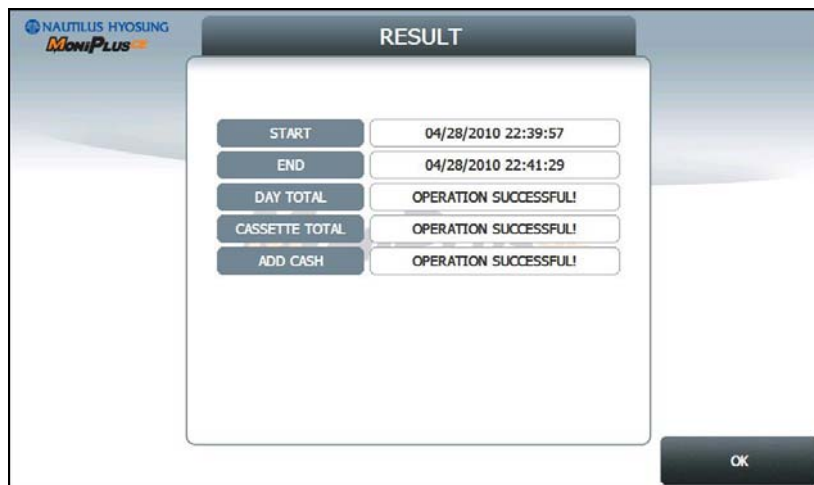 NAUTILUS HYOSUNG
MONIPLUS CE
RESULT
START 04/28/2010 22:39:57
END 04/28/2010 22:41:29
DAY TOTAL OPERATION SUCCESSFUL!
CASSETTE TOTAL OPERATION SUCCESSFUL!
ADD CASH OPERATION SUCCESSFUL!
OK